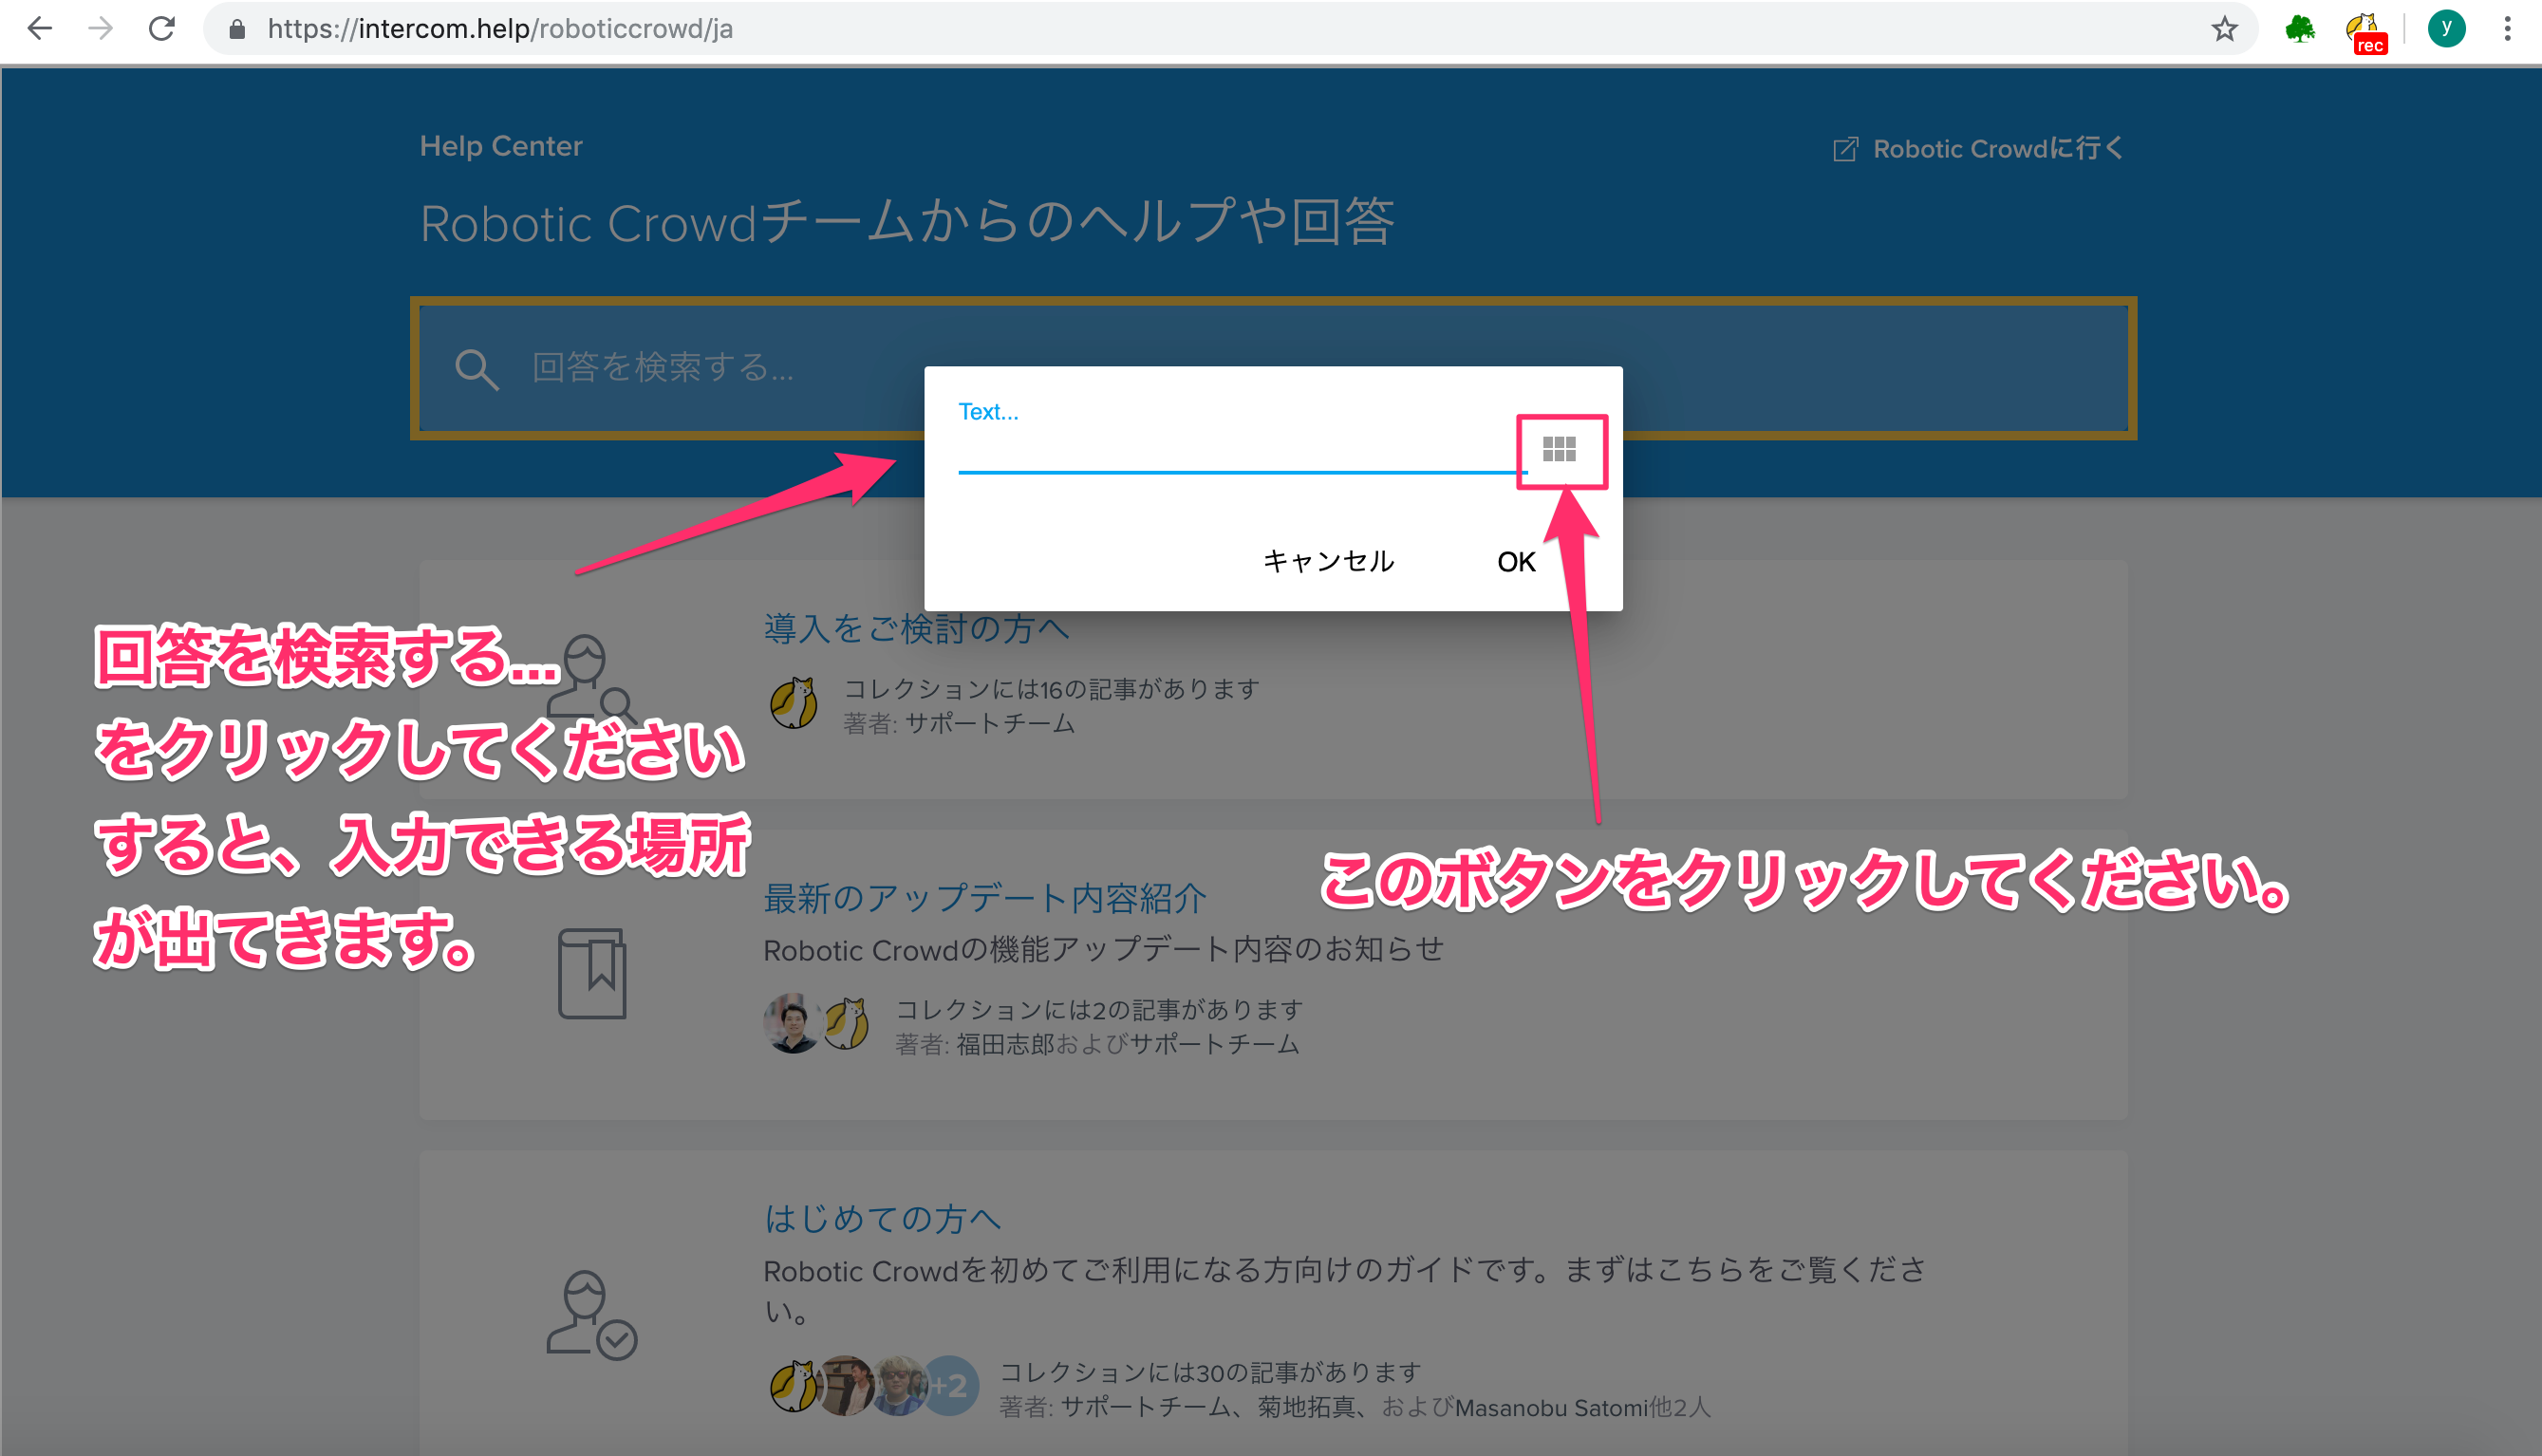 https://intercom.help/roboticcrowd/ja
rec
y
Help Center
Robotic Crowdに行く
Robotic Crowdチームからのヘルプや回答
回答を検索する...
Text...
キャンセル
OK
導入をご検討の方へ
コレクションには16の記事があります
著者: サポートチーム
回答を検索する...
をクリックしてください
すると、入力できる場所
が出てきます。
このボタンをクリックしてください。
最新のアップデート内容紹介
Robotic Crowdの機能アップデート内容のお知らせ
コレクションには2の記事があります
著者: 福田志郎およびサポートチーム
はじめての方へ
Robotic Crowdを初めてご利用になる方向けのガイドです。まずはこちらをご覧くださ
い。
+2
コレクションには30の記事があります
著者: サポートチーム、菊地拓真、およびMasanobu Satomi他2人